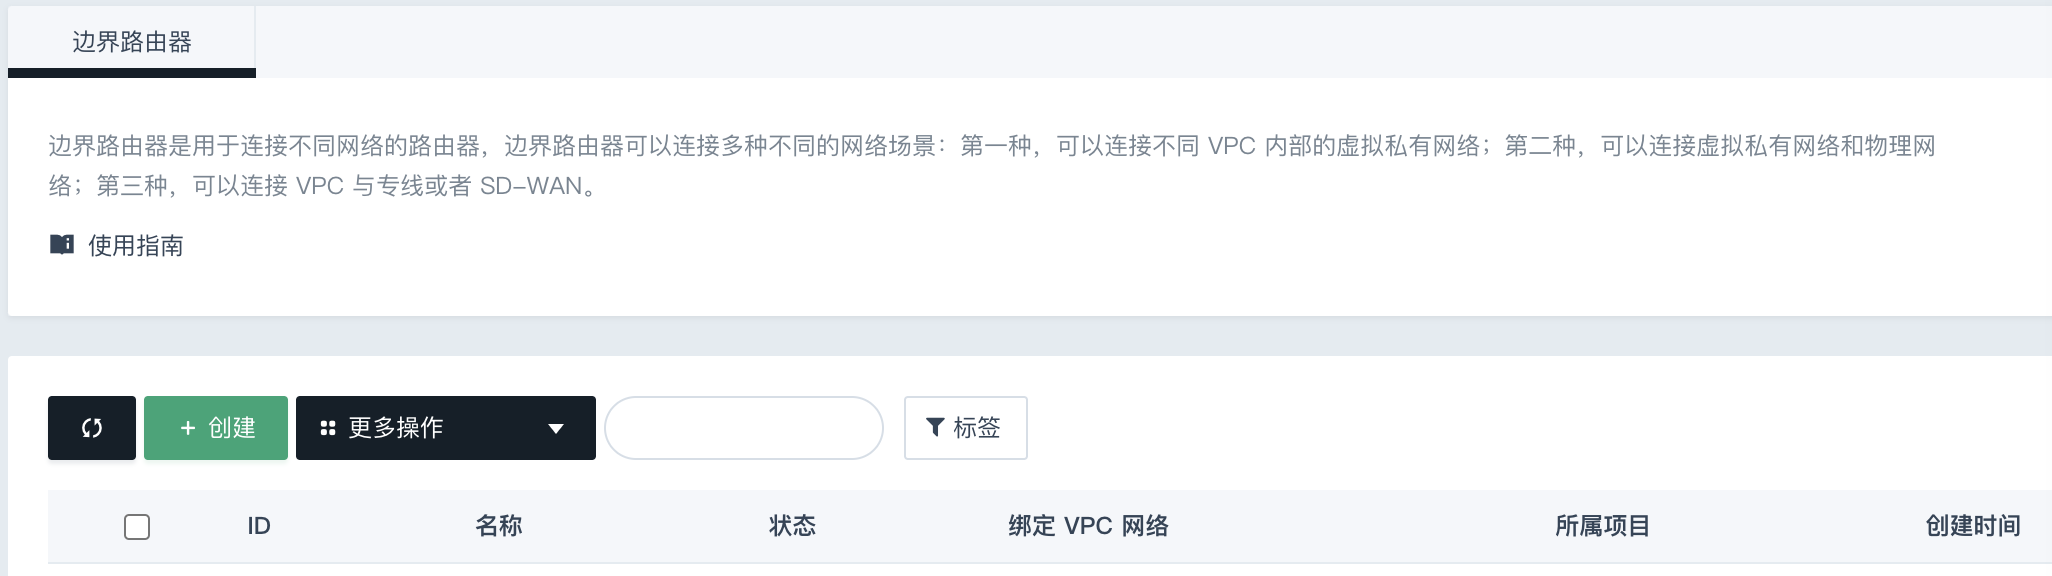 边界路由器
边界路由器是用于连接不同网络的路由器，边界路由器可以连接多种不同的网络场景：第一种，可以连接不同 VPC 内部的虚拟私有网络；第二种，可以连接虚拟私有网络和物理网
络；第三种，可以连接 VPC 与专线或者 SD-WAN。
使用指南
+ 创建 更多操作 标签
ID 名称 状态 绑定 VPC 网络 所属项目 创建时间